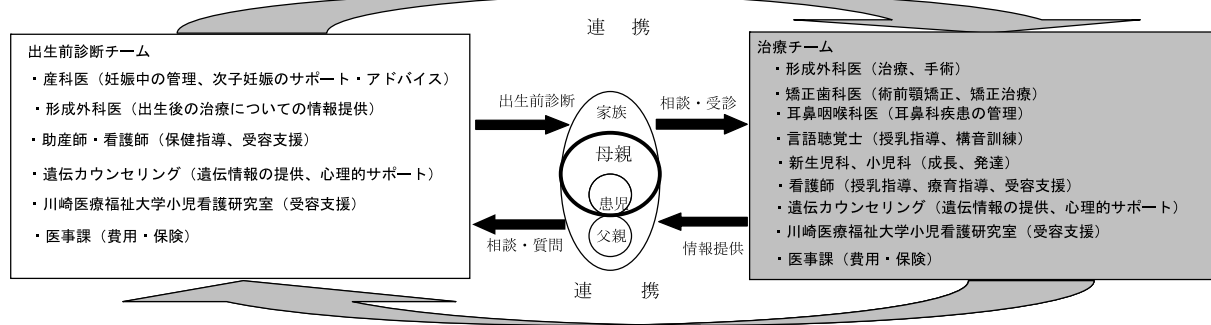 連 携
出生前診断チーム
・産科医（妊娠中の管理、次子妊娠のサポート・アドバイス）
・形成外科医（出生後の治療についての情報提供）
・助産師・看護師（保健指導、受容支援）
・遺伝カウンセリング（遺伝情報の提供、心理的サポート）
・川崎医療福祉大学小児看護研究室（受容支援）
・医事課（費用・保険）
出生前診断
相談・質問
家族
母親
患児
父親
相談・受診
情報提供
治療チーム
・形成外科医（治療、手術）
・矯正歯科医（術前顎矯正、矯正治療）
・耳鼻咽喉科医（耳鼻科疾患の管理）
・言語聴覚士（授乳指導、構音訓練）
・新生児科、小児科（成長、発達）
・看護師（授乳指導、療育指導、受容支援）
・遺伝カウンセリング（遺伝情報の提供、心理的サポート）
・川崎医療福祉大学小児看護研究室（受容支援）
・医事課（費用・保険）
連 携